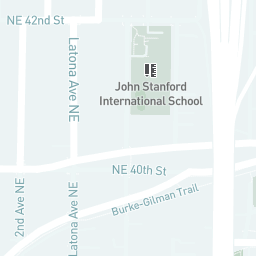 NE 42nd St
Latona Ave NE
John Stanford
International School
NE 40th St
2nd Ave NE
Latona Ave NE
Burke-Gilman Trail